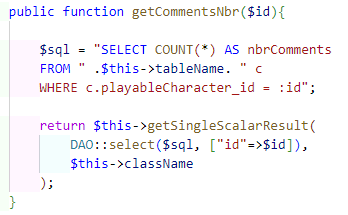 public function getCommentsNbr($id){
$sql = "SELECT COUNT(*) AS nbrComments
FROM " .$this->tableName. " c
WHERE c.playableCharacter_id = :id";
return $this->getSingleScalarResult(
DAO::select($sql, ["id"=>$id]),
$this->className
);
}